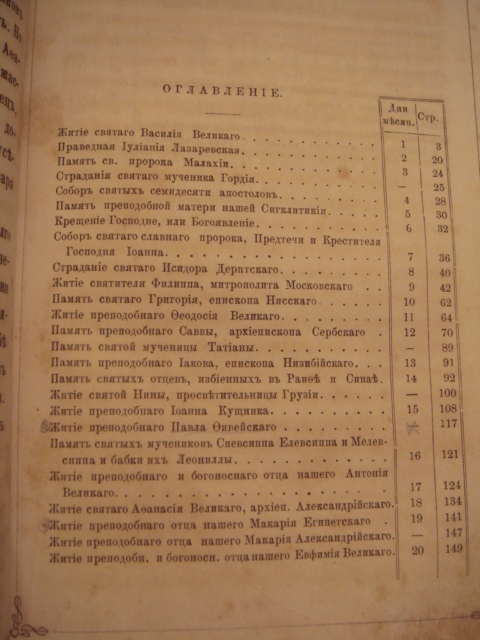 ОГЛАВЛЕНІЕ.
Дни мѣсяц. Стр.
Житіе святаго Василія Великаго 1 3
Праведная Іуліанія Лазаревская 2 20
Память св. пророка Малахіи 3 24
Страданія святаго мученика Гордія — 25
Соборъ святыхъ семидесяти апостоловъ 4 28
Память преподобной матери нашей Сигклитикіи 5 30
Крещеніе Господне, или Богоявленіе 6 32
Соборъ святаго славнаго пророка, Предтечи и Крестителя
Господня Іоанна 7 36
Страданіе святаго Исидора Дерптскаго 8 40
Житіе святителя Филиппа, митрополита Московскаго 9 42
Память святаго Григорія, епископа Нисскаго 10 62
Житіе преподобнаго Ѳеодосія Великаго 11 64
Память преподобнаго Саввы, архіепископа Сербскаго 12 70
Память святой мученицы Татіаны — 89
Память преподобнаго Іакова, епископа Низибійскаго 13 91
Память святыхъ отцевъ, избіенныхъ въ Раиѳѣ и Синаѣ 14 92
Житіе святой Нины, просвѣтительницы Грузіи — 100
Житіе преподобнаго Іоанна Кущника 15 108
Житіе преподобнаго Павла Ѳивейскаго 117
Память святыхъ мучениковъ Спевсиппа Елевсиппа и Мелев-
сиппа и бабки ихъ Леониллы 16 121
Житіе преподобнаго и богоноснаго отца нашего Антонія
Великаго 17 124
Житіе святаго Аѳанасія Великаго, архіеп. Александрійскаго 18 134
Житіе преподобнаго отца нашего Макарія Египетскаго 19 141
Житіе преподобнаго отца нашего Макарія Александрійскаго — 147
Житіе преподобн. и богоносн. отца нашего Евфимія Великаго 20 149